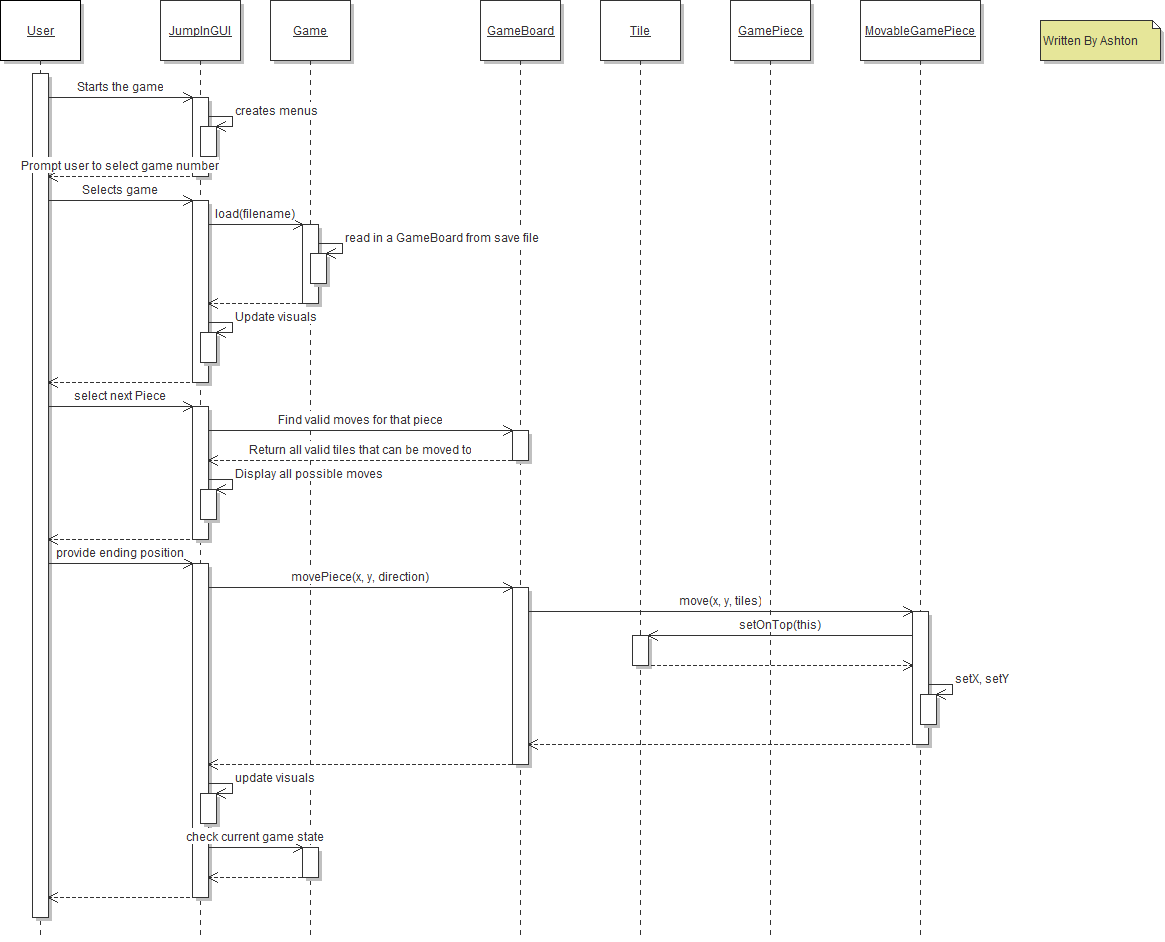 User
JumpInGUI
Game
GameBoard
Tile
GamePiece
MovableGamePiece
Written By Ashton
Starts the game
creates menus
Prompt user to select game number
Selects game
load(filename)
read in a GameBoard from save file
Update visuals
select next Piece
Find valid moves for that piece
Return all valid tiles that can be moved to
Display all possible moves
provide ending position
movePiece(x, y, direction)
move(x, y, tiles)
setOnTop(this)
setX, setY
update visuals
check current game state